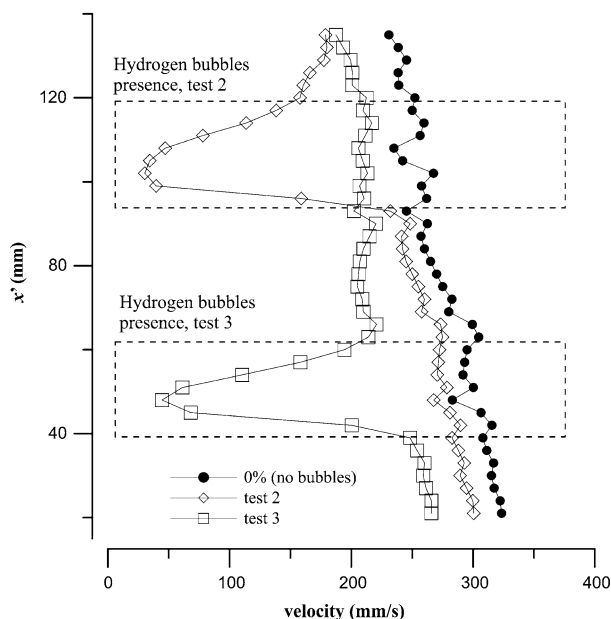 Hydrogen bubbles
presence, test 2
120
x' (mm)
80
Hydrogen bubbles
presence, test 3
40
0% (no bubbles)
test 2
test 3
0
100
200
300
400
velocity (mm/s)